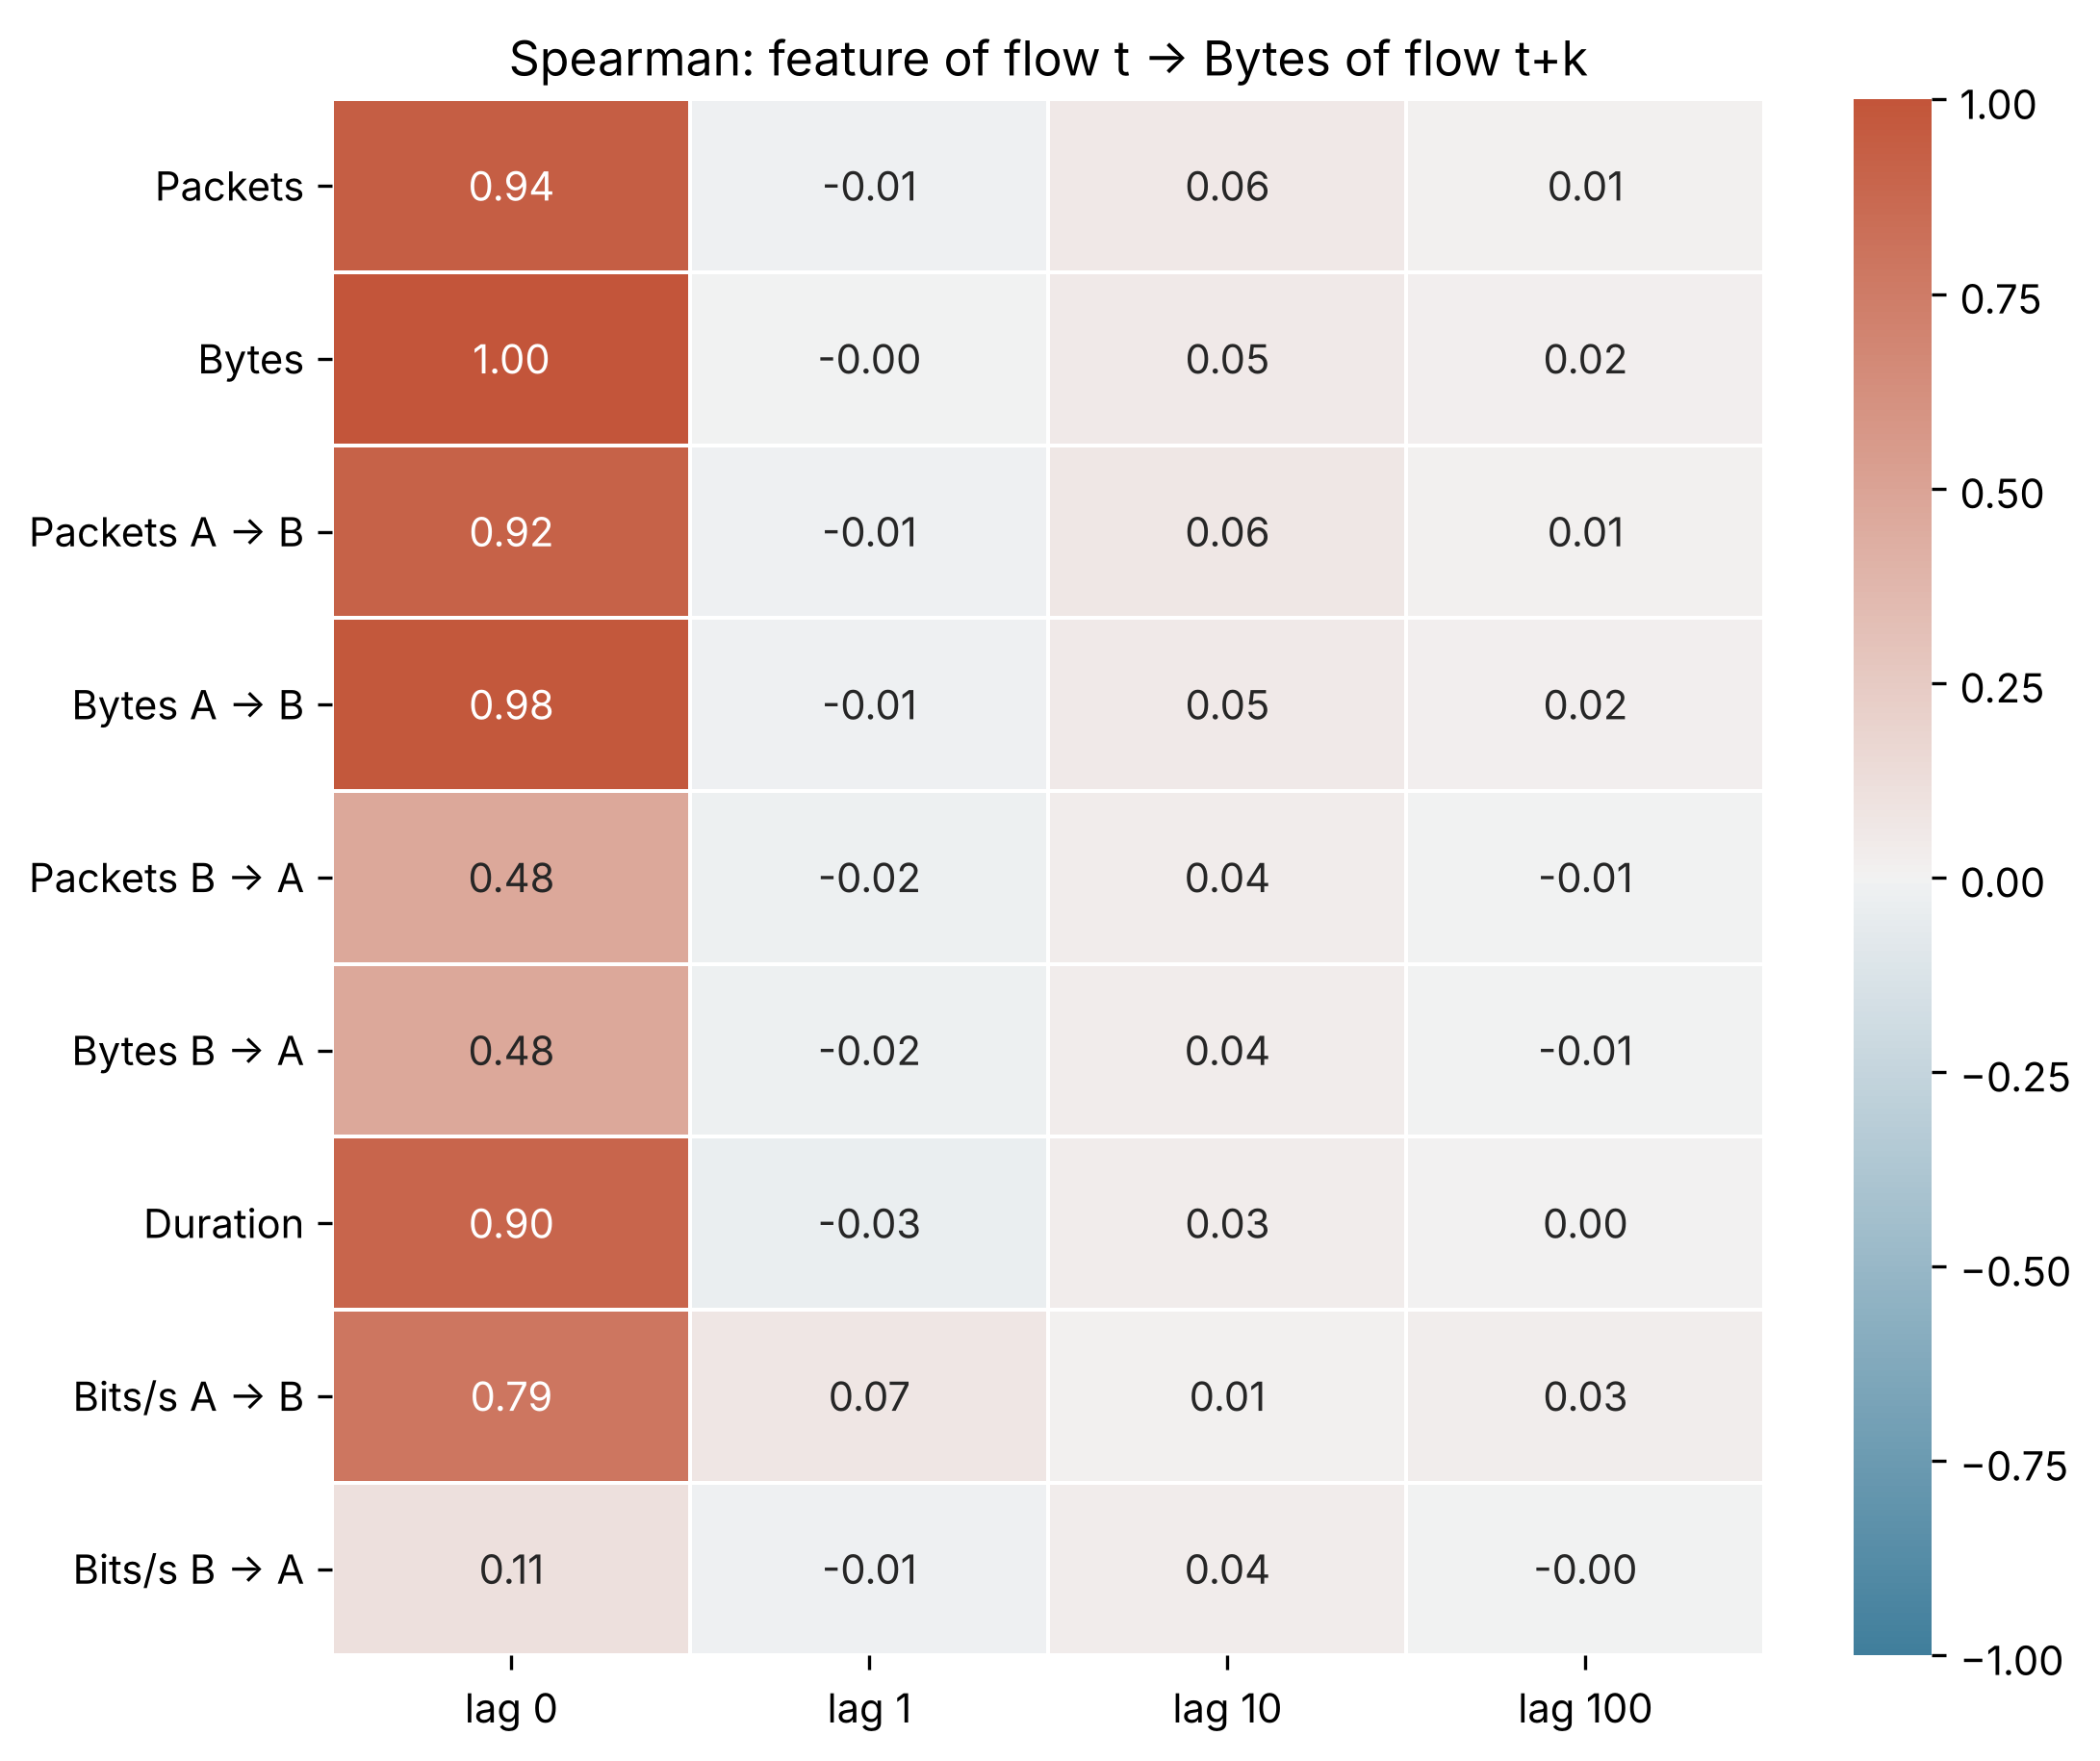 Spearman: feature of flow t → Bytes of flow t+k
Packets 0.94 -0.01 0.06 0.01
Bytes 1.00 -0.00 0.05 0.02
Packets A → B 0.92 -0.01 0.06 0.01
Bytes A → B 0.98 -0.01 0.05 0.02
Packets B → A 0.48 -0.02 0.04 -0.01
Bytes B → A 0.48 -0.02 0.04 -0.01
Duration 0.90 -0.03 0.03 0.00
Bits/s A → B 0.79 0.07 0.01 0.03
Bits/s B → A 0.11 -0.01 0.04 -0.00
lag 0 lag 1 lag 10 lag 100
1.00
0.75
0.50
0.25
0.00
−0.25
−0.50
−0.75
−1.00